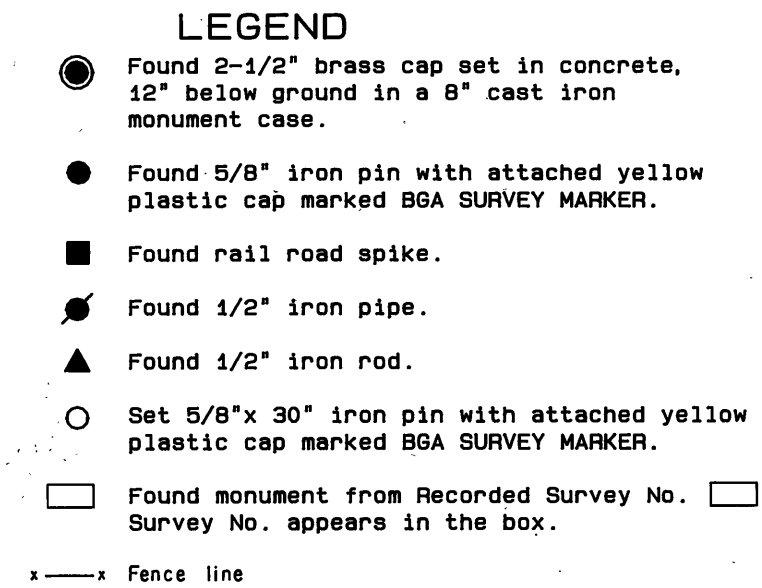 LEGEND
Found 2-1/2" brass cap set in concrete,
12" below ground in a 8" cast iron
monument case.
Found 5/8" iron pin with attached yellow
plastic cap marked BGA SURVEY MARKER.
Found rail road spike.
Found 1/2" iron pipe.
Found 1/2" iron rod.
Set 5/8"x 30" iron pin with attached yellow
plastic cap marked BGA SURVEY MARKER.
Found monument from Recorded Survey No.
Survey No. appears in the box.
x x Fence line